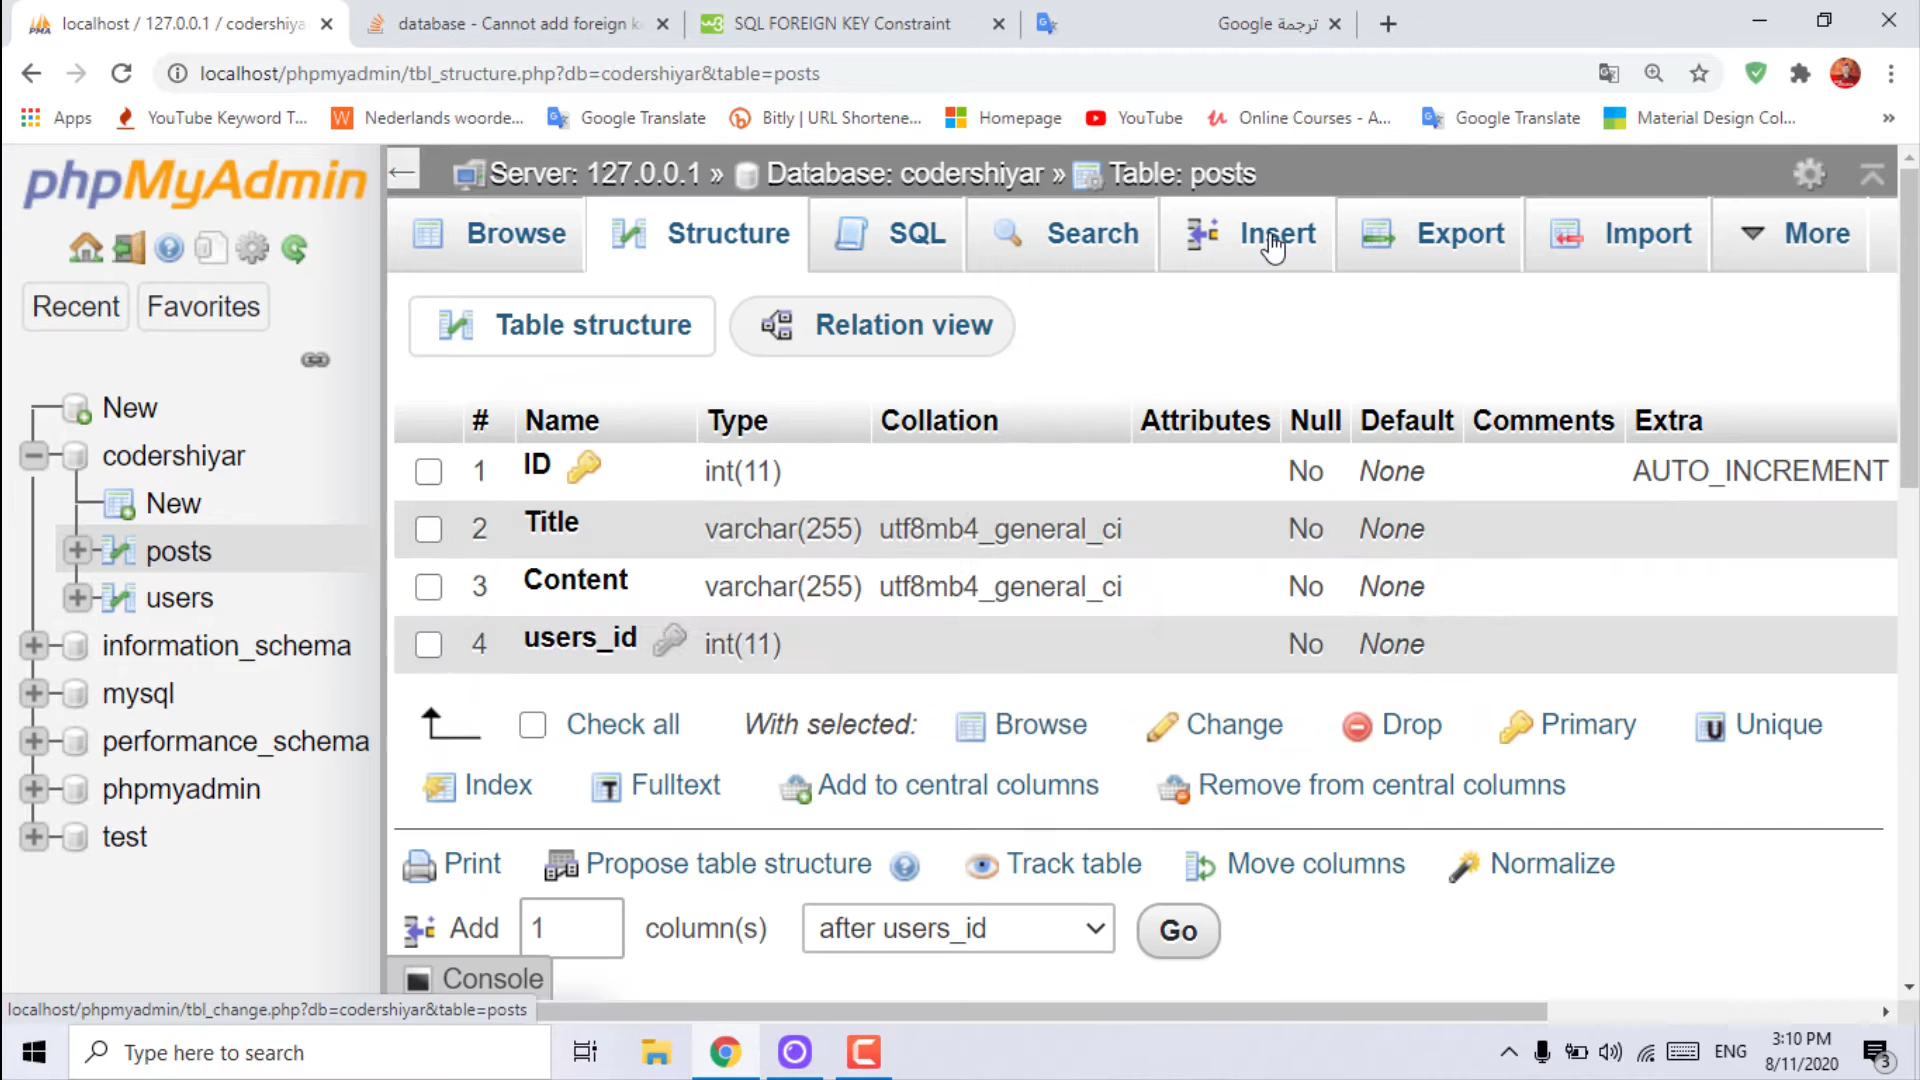 localhost / 127.0.0.1 / codershiya
database - Cannot add foreign k
SQL FOREIGN KEY Constraint
ترجمة Google
localhost/phpmyadmin/tbl_structure.php?db=codershiyar&table=posts
Apps
YouTube Keyword T...
Nederlands woorde...
Google Translate
Bitly | URL Shortene...
Homepage
YouTube
Online Courses - A...
Google Translate
Material Design Col...
»
phpMyAdmin
Recent
Favorites
New
codershiyar
New
posts
users
information_schema
mysql
performance_schema
phpmyadmin
test
Server: 127.0.0.1 » Database: codershiyar » Table: posts
Browse Structure SQL Search Insert Export Import More
Table structure Relation view
# Name Type Collation Attributes Null Default Comments Extra
1 ID int(11) No None AUTO_INCREMENT
2 Title varchar(255) utf8mb4_general_ci No None
3 Content varchar(255) utf8mb4_general_ci No None
4 users_id int(11) No None
Check all With selected: Browse Change Drop Primary Unique
Index Fulltext Add to central columns Remove from central columns
Print Propose table structure Track table Move columns Normalize
Add 1 column(s) after users_id Go
Console
localhost/phpmyadmin/tbl_change.php?db=codershiyar&table=posts
Type here to search
ENG
3:10 PM
8/11/2020
3